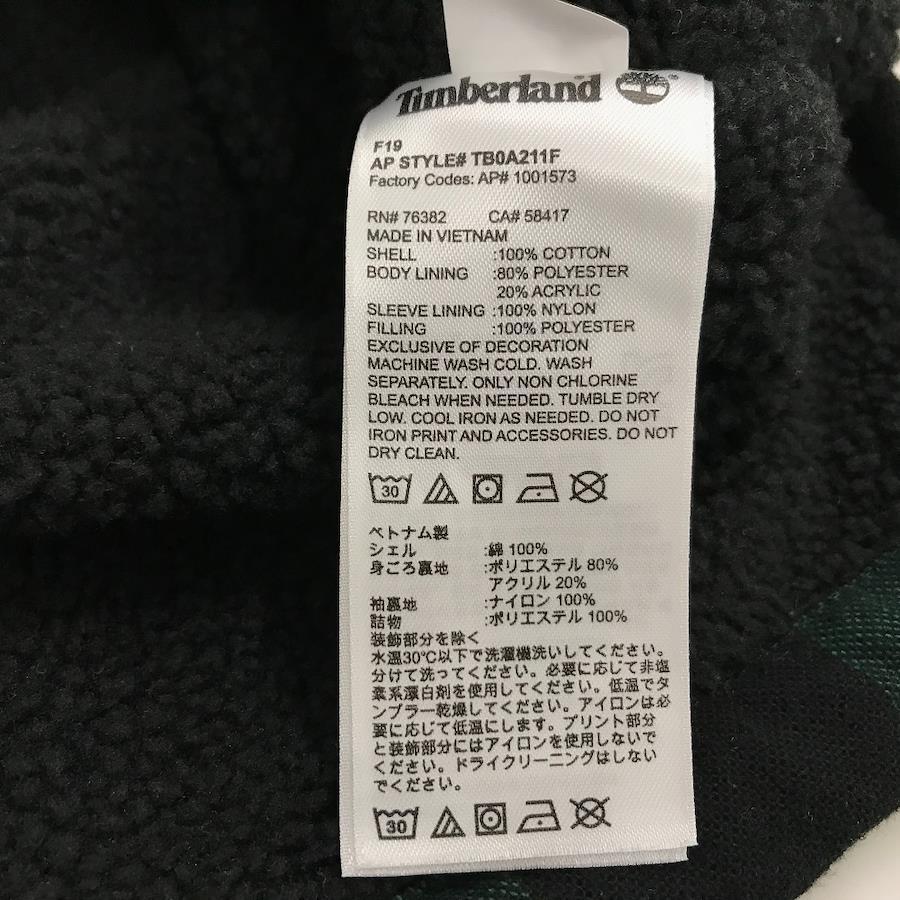 Timberland ®
F19
AP STYLE# TB0A211F
Factory Codes: AP# 1001573
RN# 76382 CA# 58417
MADE IN VIETNAM
SHELL :100% COTTON
BODY LINING :80% POLYESTER
20% ACRYLIC
SLEEVE LINING :100% NYLON
FILLING :100% POLYESTER
EXCLUSIVE OF DECORATION
MACHINE WASH COLD. WASH
SEPARATELY. ONLY NON CHLORINE
BLEACH WHEN NEEDED. TUMBLE DRY
LOW. COOL IRON AS NEEDED. DO NOT
IRON PRINT AND ACCESSORIES. DO NOT
DRY CLEAN.
30
ベトナム製
シェル :綿 100%
身ごろ裏地 :ポリエステル 80%
アクリル 20%
袖裏地 :ナイロン 100%
詰物 :ポリエステル 100%
装飾部分を除く
水温30℃以下で洗濯機洗いしてください。
分けて洗ってください。必要に応じて非塩
素系漂白剤を使用してください。低温でタ
ンブラー乾燥してください。アイロンは必
要に応じて低温にします。プリント部分
と装飾部分にはアイロンを使用しないで
ください。ドライクリーニングはしない
でください。
30